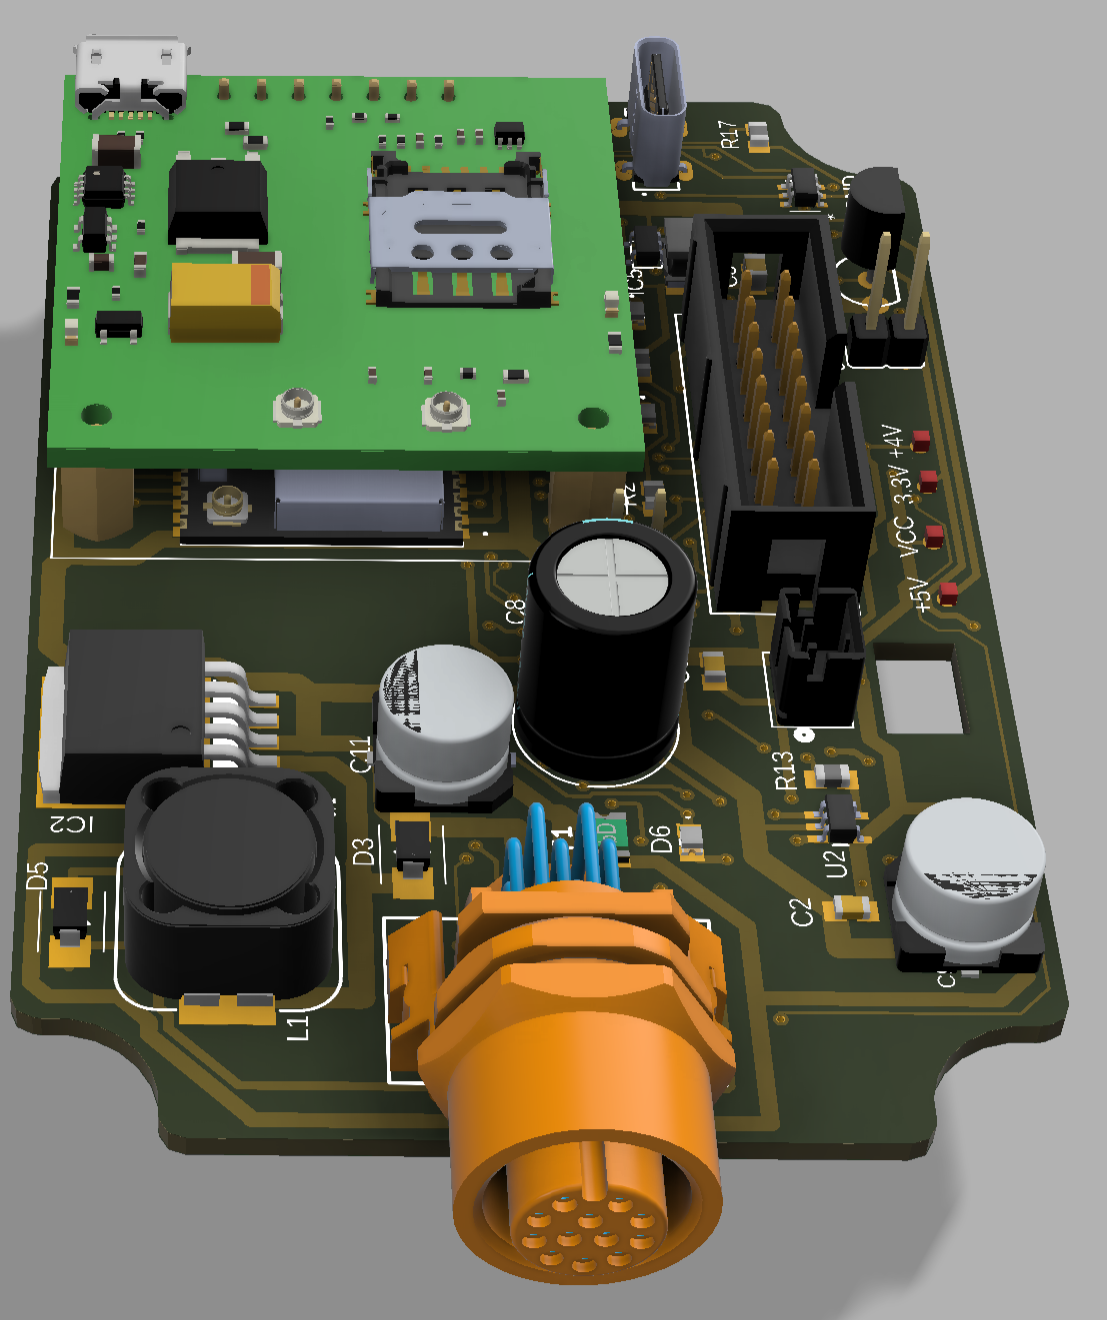 R17
C5
+4V
3.3V
R2
VCC
+5V
C8
C11
R13
IC2
D3
D6
D5
U2
C2
L1